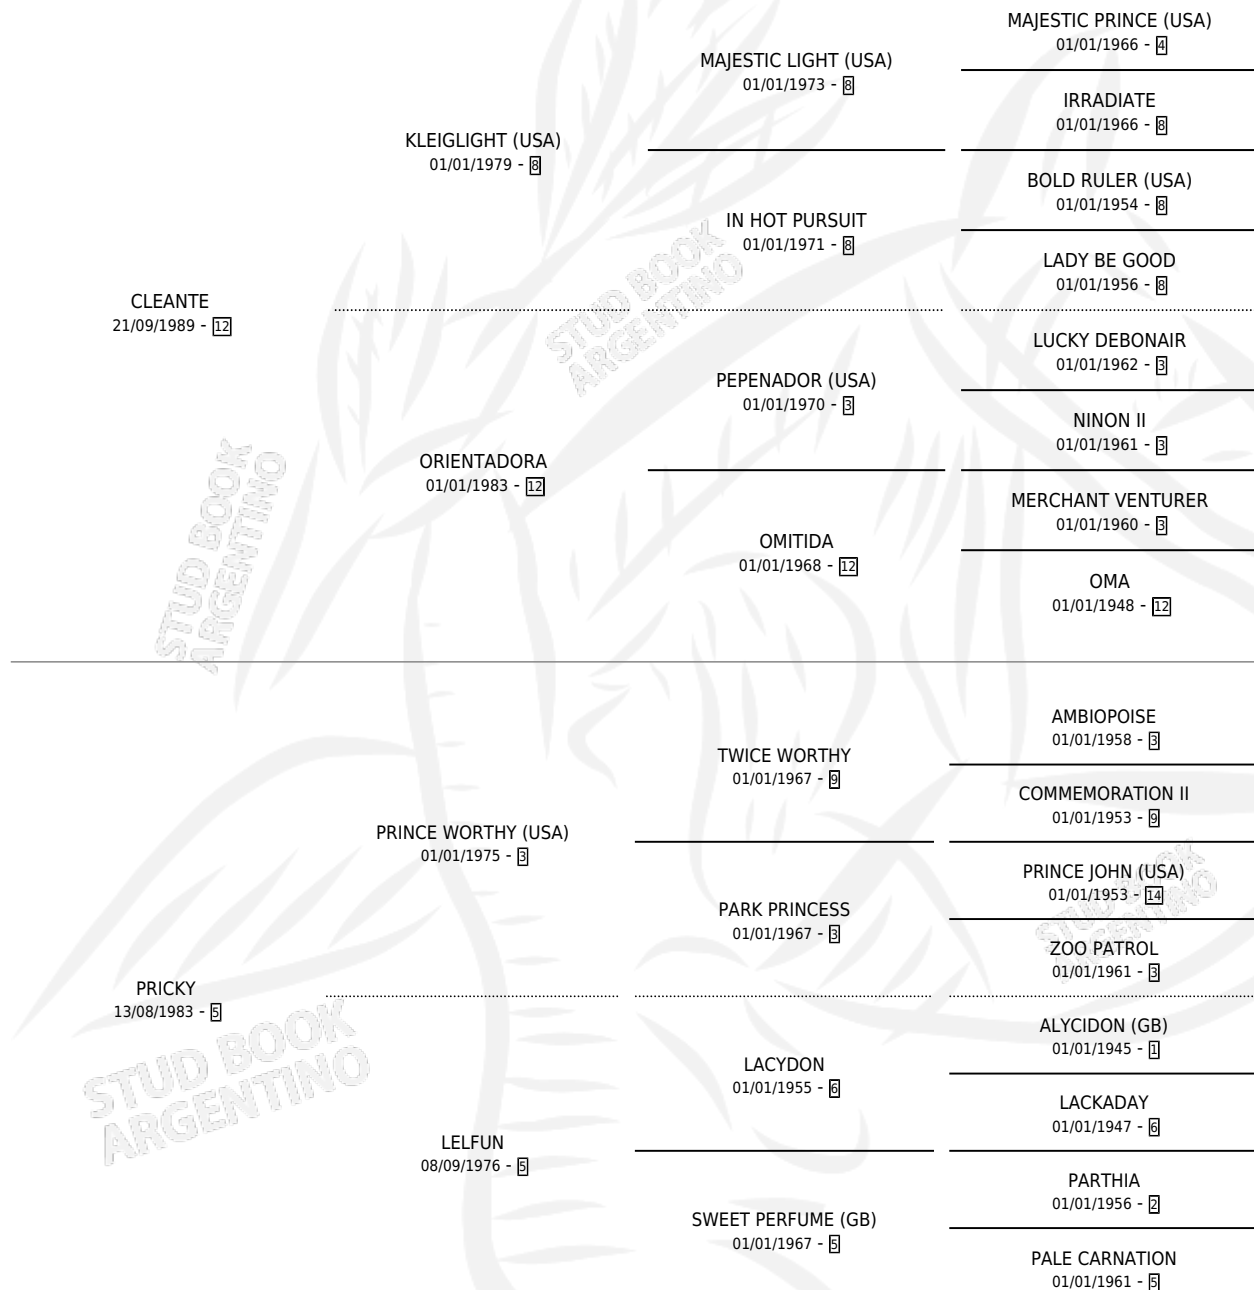 MAJESTIC PRINCE (USA)
01/01/1966 - 4
MAJESTIC LIGHT (USA)
01/01/1973 - 8
IRRADIATE
01/01/1966 - 8
KLEIGLIGHT (USA)
01/01/1979 - 8
BOLD RULER (USA)
01/01/1954 - 8
IN HOT PURSUIT
01/01/1971 - 8
LADY BE GOOD
01/01/1956 - 8
CLEANTE
21/09/1989 - 12
LUCKY DEBONAIR
01/01/1962 - 3
PEPENADOR (USA)
01/01/1970 - 3
NINON II
01/01/1961 - 3
ORIENTADORA
01/01/1983 - 12
MERCHANT VENTURER
01/01/1960 - 3
OMITIDA
01/01/1968 - 12
OMA
01/01/1948 - 12
AMBIOPOISE
01/01/1958 - 3
TWICE WORTHY
01/01/1967 - 9
COMMEMORATION II
01/01/1953 - 9
PRINCE WORTHY (USA)
01/01/1975 - 3
PRINCE JOHN (USA)
01/01/1953 - 14
PARK PRINCESS
01/01/1967 - 3
ZOO PATROL
01/01/1961 - 3
PRICKY
13/08/1983 - 5
ALYCIDON (GB)
01/01/1945 - 1
LACYDON
01/01/1955 - 6
LACKADAY
01/01/1947 - 6
LELFUN
08/09/1976 - 5
PARTHIA
01/01/1956 - 2
SWEET PERFUME (GB)
01/01/1967 - 5
PALE CARNATION
01/01/1961 - 5
STUD BOOK
ARGENTINO
STUD BOOK
ARGENTINO
STUD BOOK
ARGENTINO
STUD BOOK
ARGENTINO